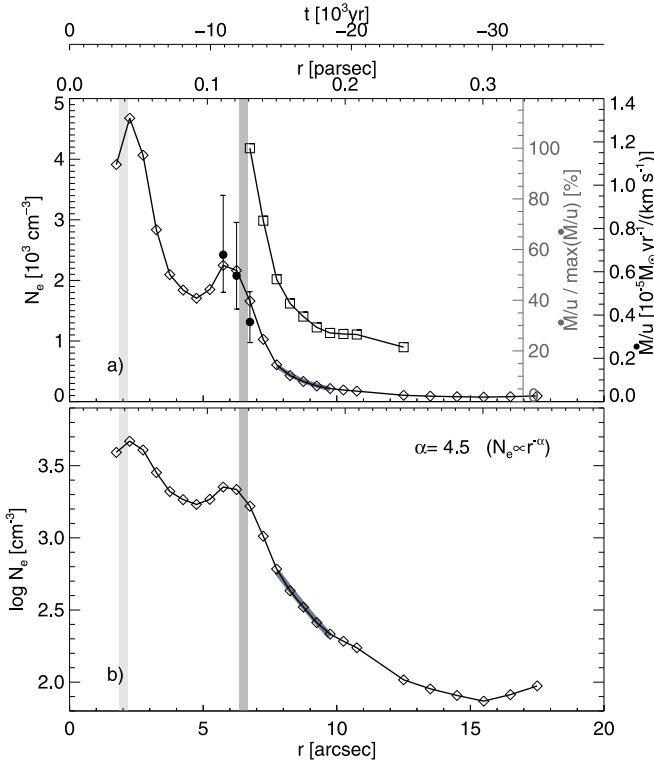 t [10³yr]
0 -10 -20 -30
r [parsec]
0.0 0.1 0.2 0.3
5
4
3
2
1
0
Nₑ [10³ cm⁻³]
100
80
60
40
20
0
Ṁ/u / max(Ṁ/u) [%]
1.4
1.2
1.0
0.8
0.6
0.4
0.2
0.0
Ṁ/u [10⁻⁵M☉yr⁻¹/(km s⁻¹)]
a)
3.5
3.0
2.5
2.0
log Nₑ [cm⁻³]
α= 4.5 (Nₑ∝r⁻ᵅ)
b)
0 5 10 15 20
r [arcsec]